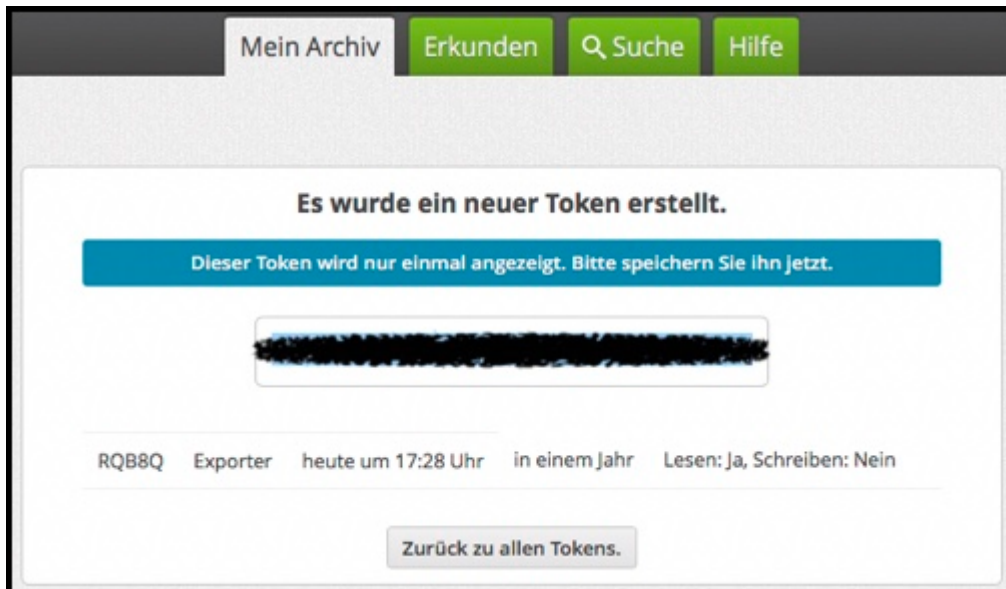 Mein Archiv Erkunden Suche Hilfe
Es wurde ein neuer Token erstellt.
Dieser Token wird nur einmal angezeigt. Bitte speichern Sie ihn jetzt.
RQB8Q Exporter heute um 17:28 Uhr in einem Jahr Lesen: Ja, Schreiben: Nein
Zurück zu allen Tokens.